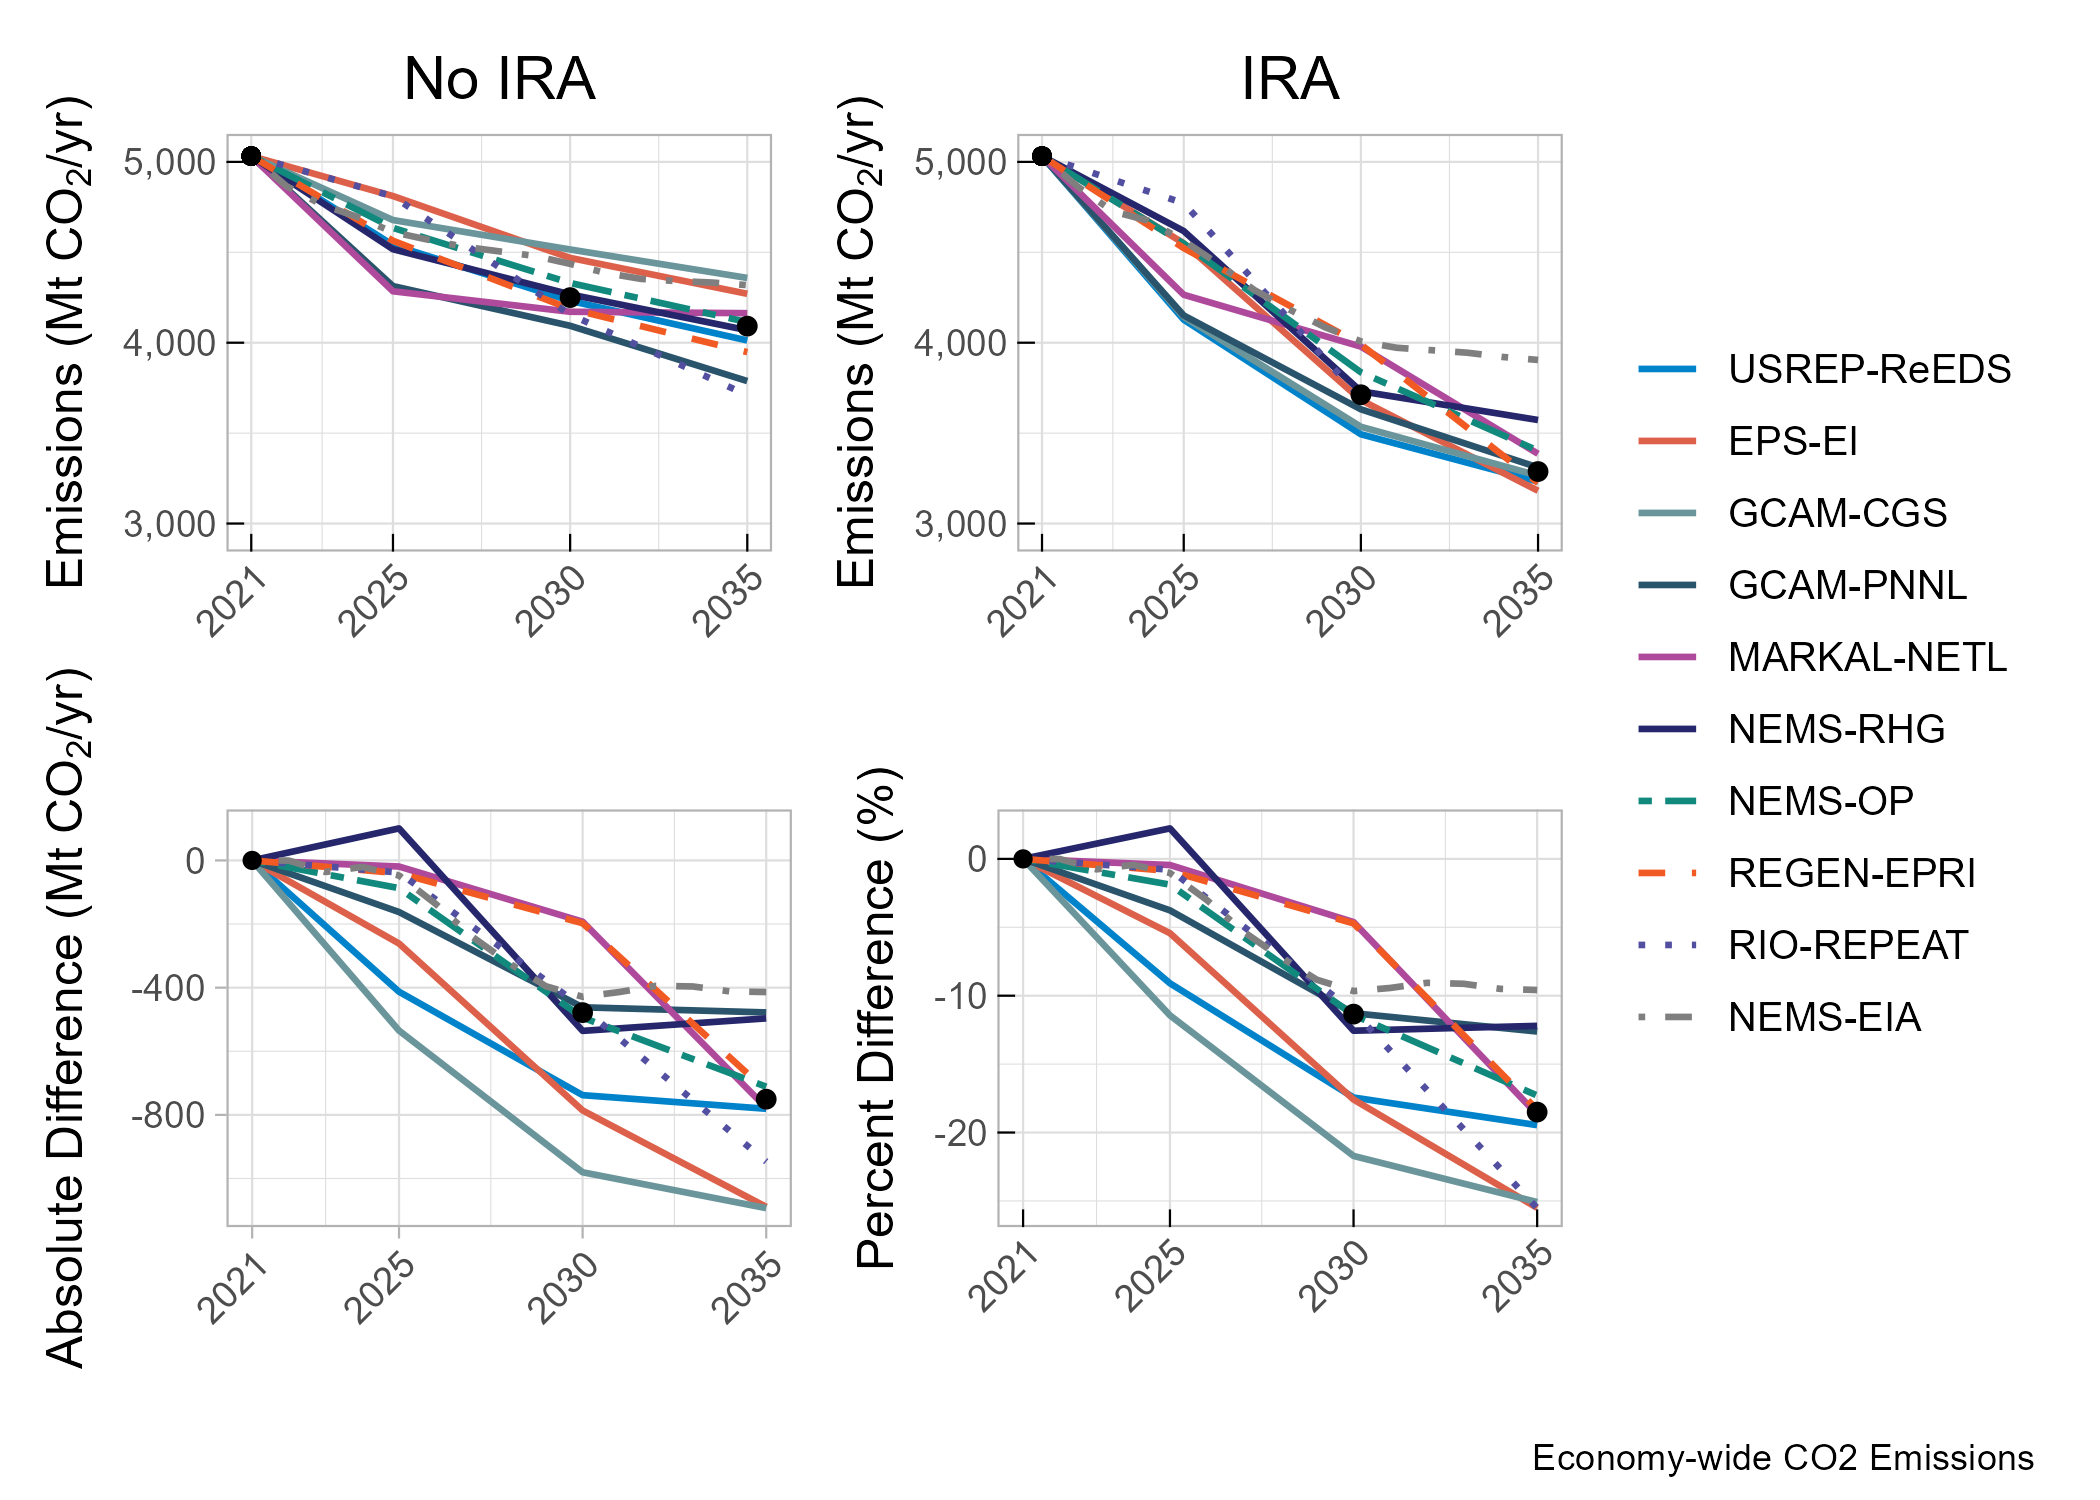 No IRA
IRA
Emissions (Mt CO2/yr)
5,000
4,000
3,000
2021
2025
2030
2035
Emissions (Mt CO2/yr)
5,000
4,000
3,000
2021
2025
2030
2035
Absolute Difference (Mt CO2/yr)
0
-400
-800
2021
2025
2030
2035
Percent Difference (%)
0
-10
-20
2021
2025
2030
2035
USREP-ReEDS
EPS-EI
GCAM-CGS
GCAM-PNNL
MARKAL-NETL
NEMS-RHG
NEMS-OP
REGEN-EPRI
RIO-REPEAT
NEMS-EIA
Economy-wide CO2 Emissions